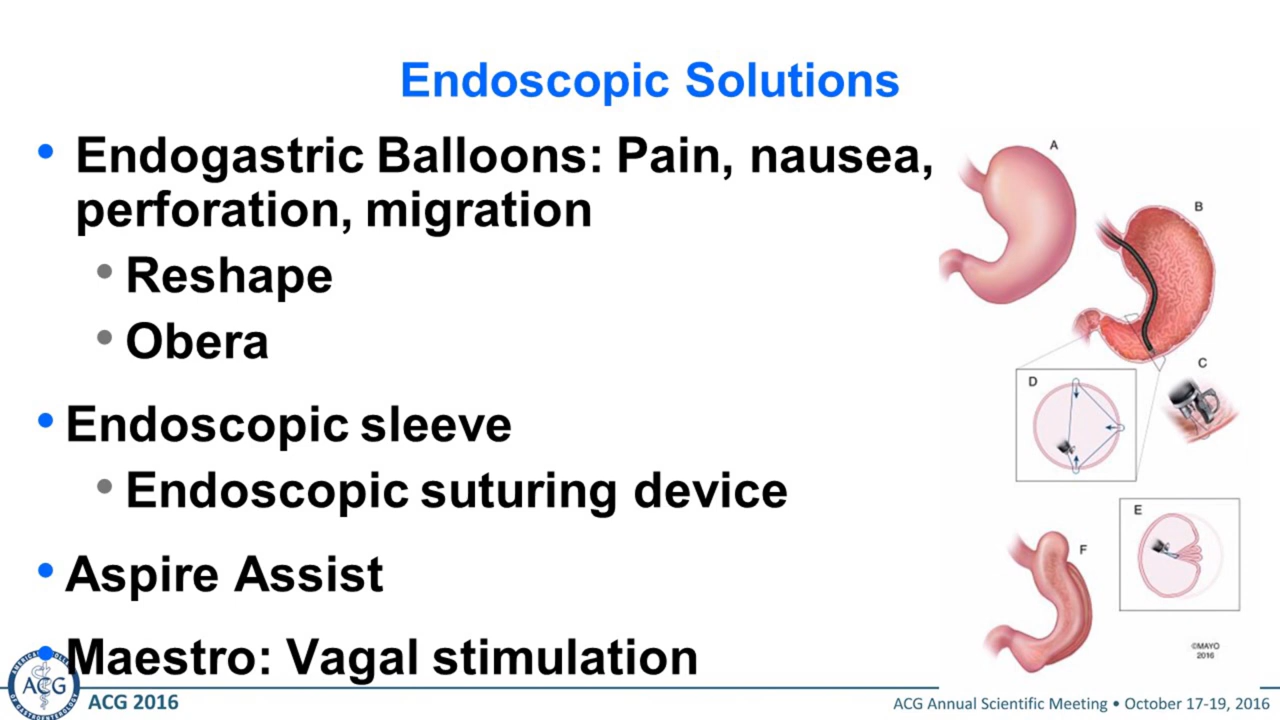 Endoscopic Solutions
• Endogastric Balloons: Pain, nausea,
perforation, migration
• Reshape
• Obera
• Endoscopic sleeve
• Endoscopic suturing device
• Aspire Assist
• Maestro: Vagal stimulation
A
B
C
D
E
F
©MAYO
2016
ACG
ACG 2016
ACG Annual Scientific Meeting • October 17-19, 2016